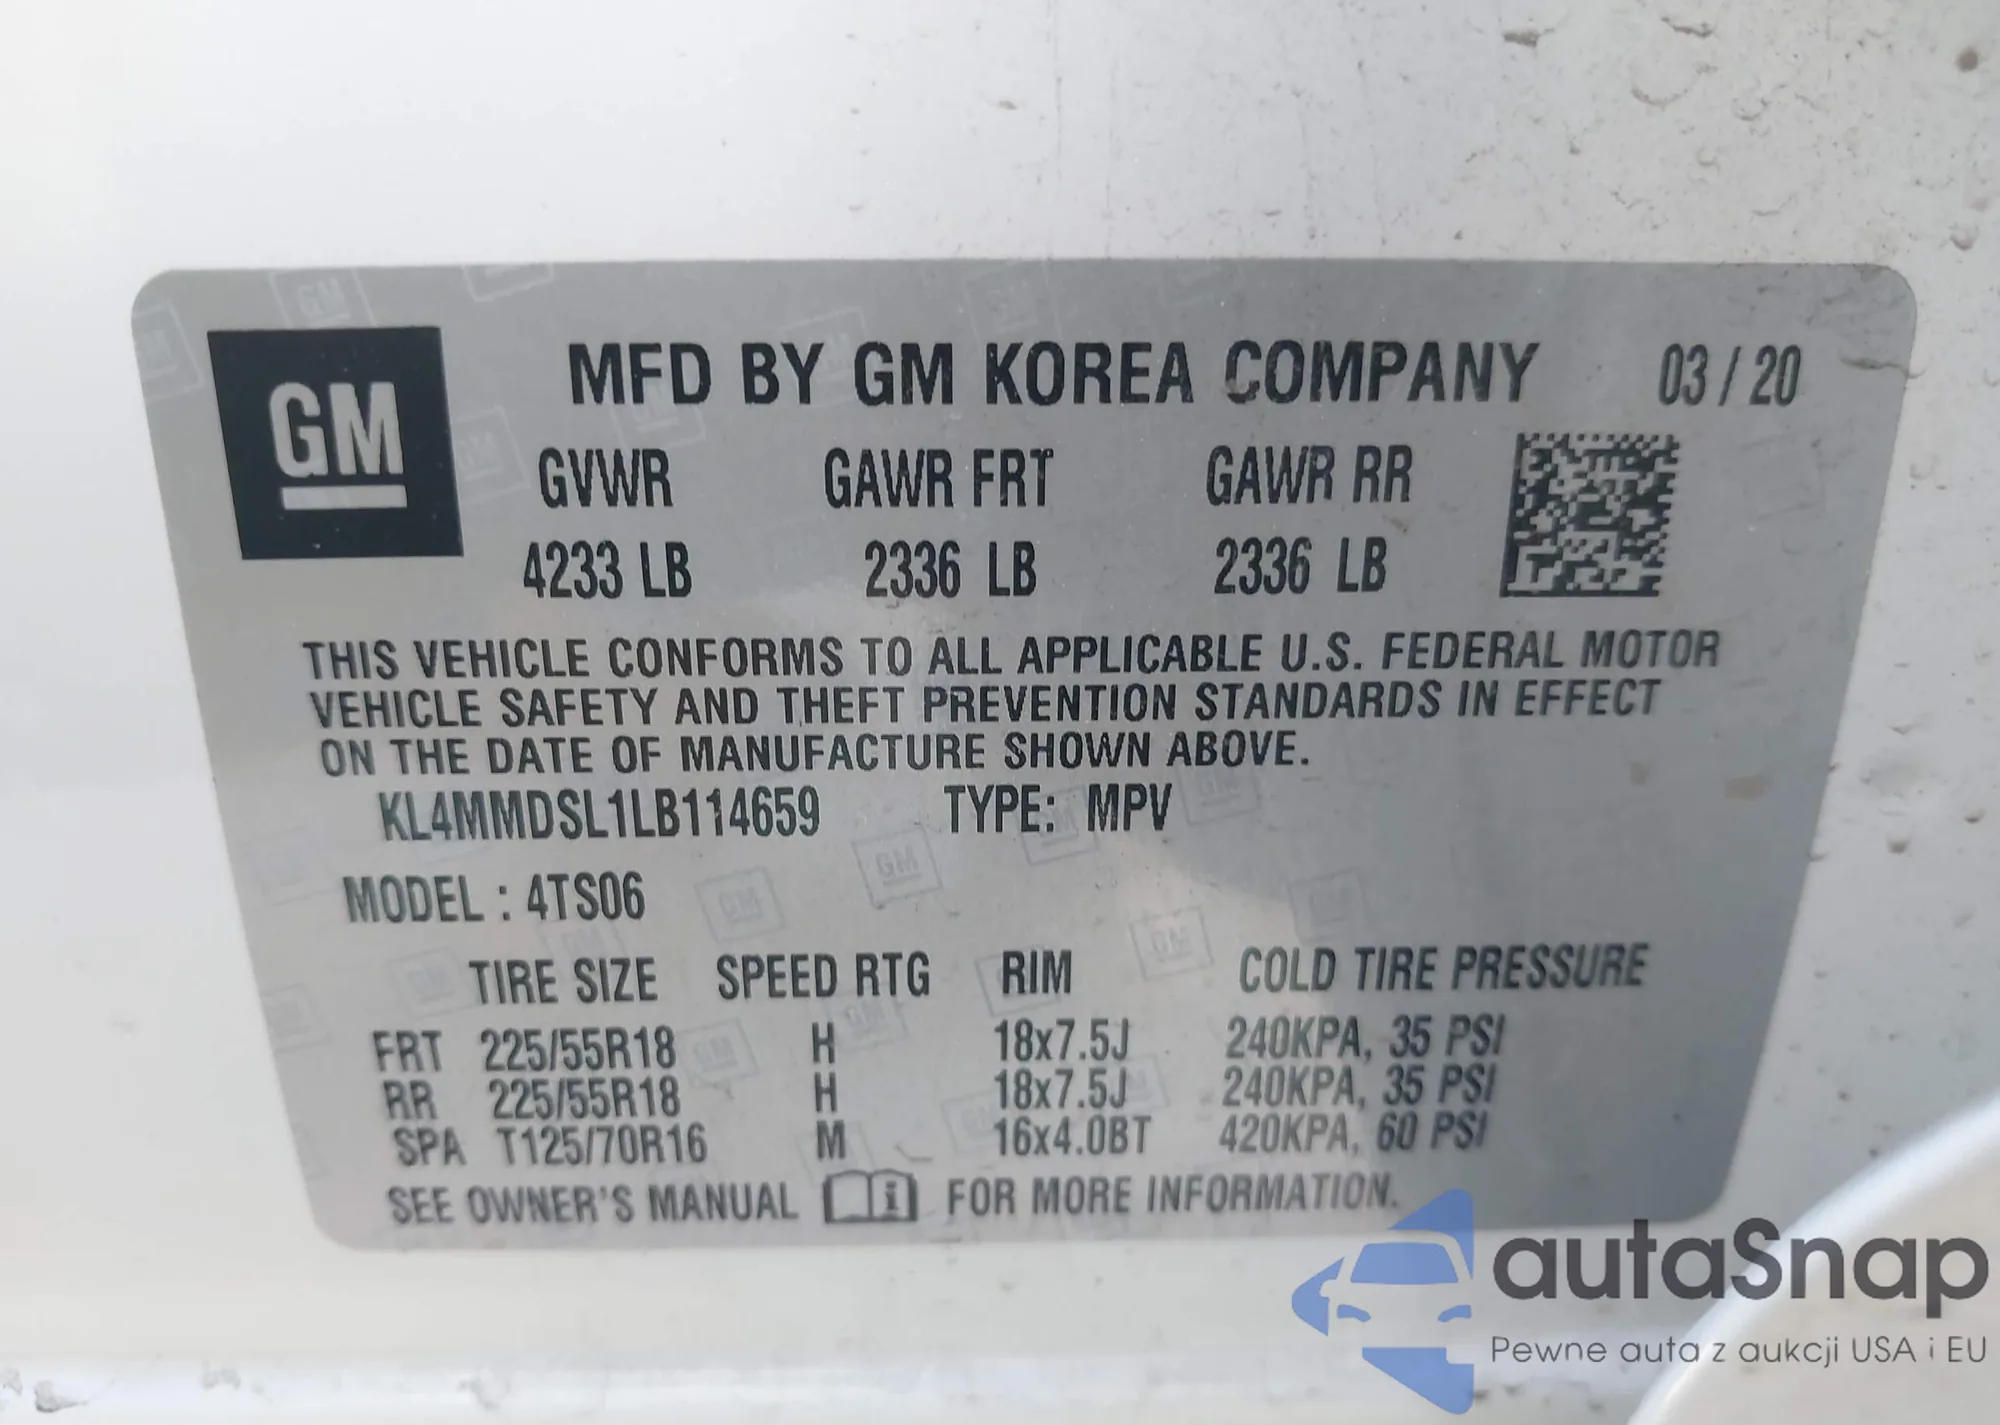 GM
MFD BY GM KOREA COMPANY 03 / 20
GVWR GAWR FRT GAWR RR
4233 LB 2336 LB 2336 LB
THIS VEHICLE CONFORMS TO ALL APPLICABLE U.S. FEDERAL MOTOR
VEHICLE SAFETY AND THEFT PREVENTION STANDARDS IN EFFECT
ON THE DATE OF MANUFACTURE SHOWN ABOVE.
KL4MMDSL1LB114659 TYPE: MPV
MODEL : 4TS06
TIRE SIZE SPEED RTG RIM COLD TIRE PRESSURE
FRT 225/55R18 H 18x7.5J 240KPA, 35 PSI
RR 225/55R18 H 18x7.5J 240KPA, 35 PSI
SPA T125/70R16 M 16x4.0BT 420KPA, 60 PSI
SEE OWNER'S MANUAL i FOR MORE INFORMATION.
autaSnap
Pewne auta z aukcji USA i EU